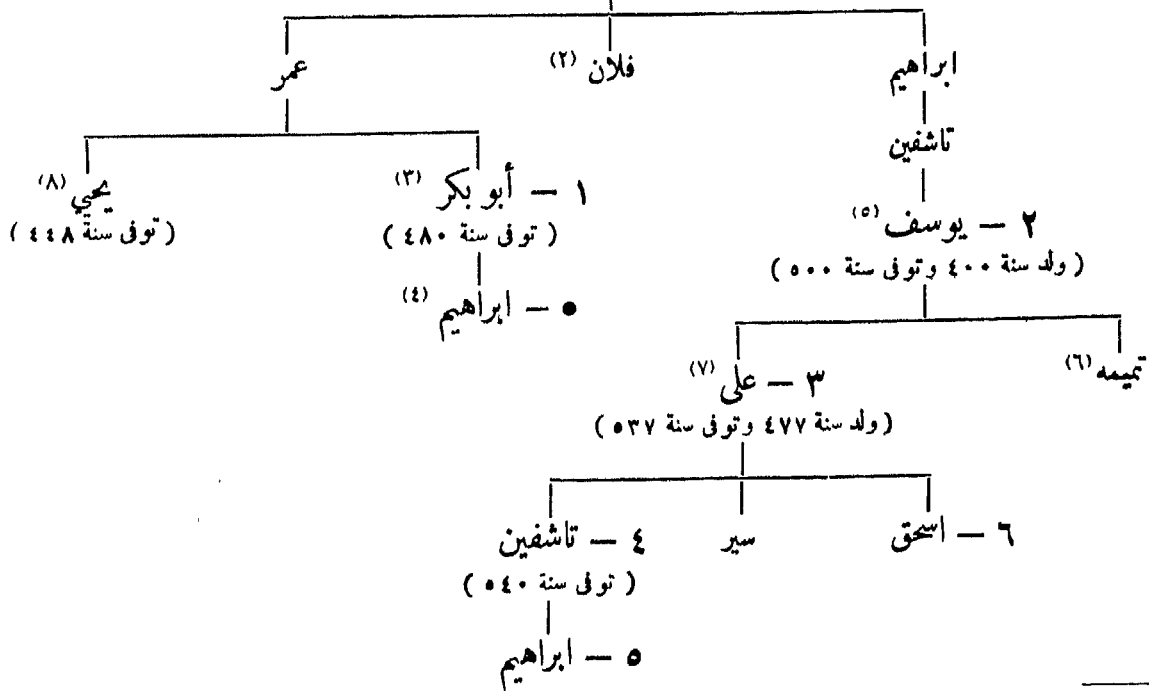 ابراهيم فلان (٢) عمر
تاشفين
١ – أبو بكر (٣) يحيي (٨)
٢ – يوسف (٥) (توفى سنة ٤٨٠) (توفى سنة ٤٤٨)
(ولد سنة ٤٠٠ وتوفى سنة ٥٠٠)
● – ابراهيم (٤)
تميمه (٦) ٣ – على (٧)
(ولد سنة ٤٧٧ وتوفى سنة ٥٣٧)
٦ – اسحق سير ٤ – تاشفين
(توفى سنة ٥٤٠)
٥ – ابراهيم